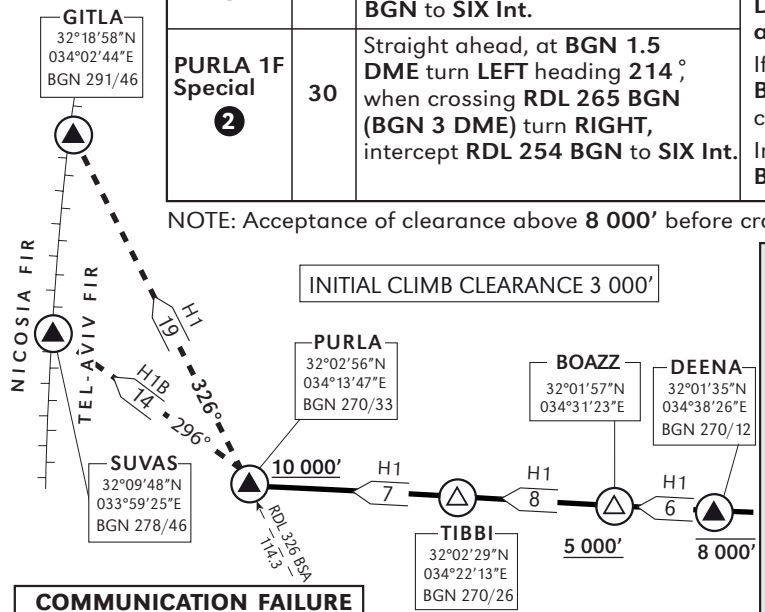 GITLA
32°18'58"N
034°02'44"E
BGN 291/46
BGN to SIX Int.
PURLA 1F
Special
2
30
Straight ahead, at BGN 1.5
DME turn LEFT heading 214°,
when crossing RDL 265 BGN
(BGN 3 DME) turn RIGHT,
intercept RDL 254 BGN to SIX Int.
D
a
If
B
c
In
B
NOTE: Acceptance of clearance above 8 000' before cro
INITIAL CLIMB CLEARANCE 3 000'
NICOSIA FIR
TEL-AVIV FIR
H1
19
326°
H1B
14
296°
SUVAS
32°09'48"N
033°59'25"E
BGN 278/46
PURLA
32°02'56"N
034°13'47"E
BGN 270/33
10 000'
RDL 326 BSA
114.3
H1
7
TIBBI
32°02'29"N
034°22'13"E
BGN 270/26
H1
8
BOAZZ
32°01'57"N
034°31'23"E
5 000'
H1
6
DEENA
32°01'35"N
034°38'26"E
BGN 270/12
8 000'
COMMUNICATION FAILURE